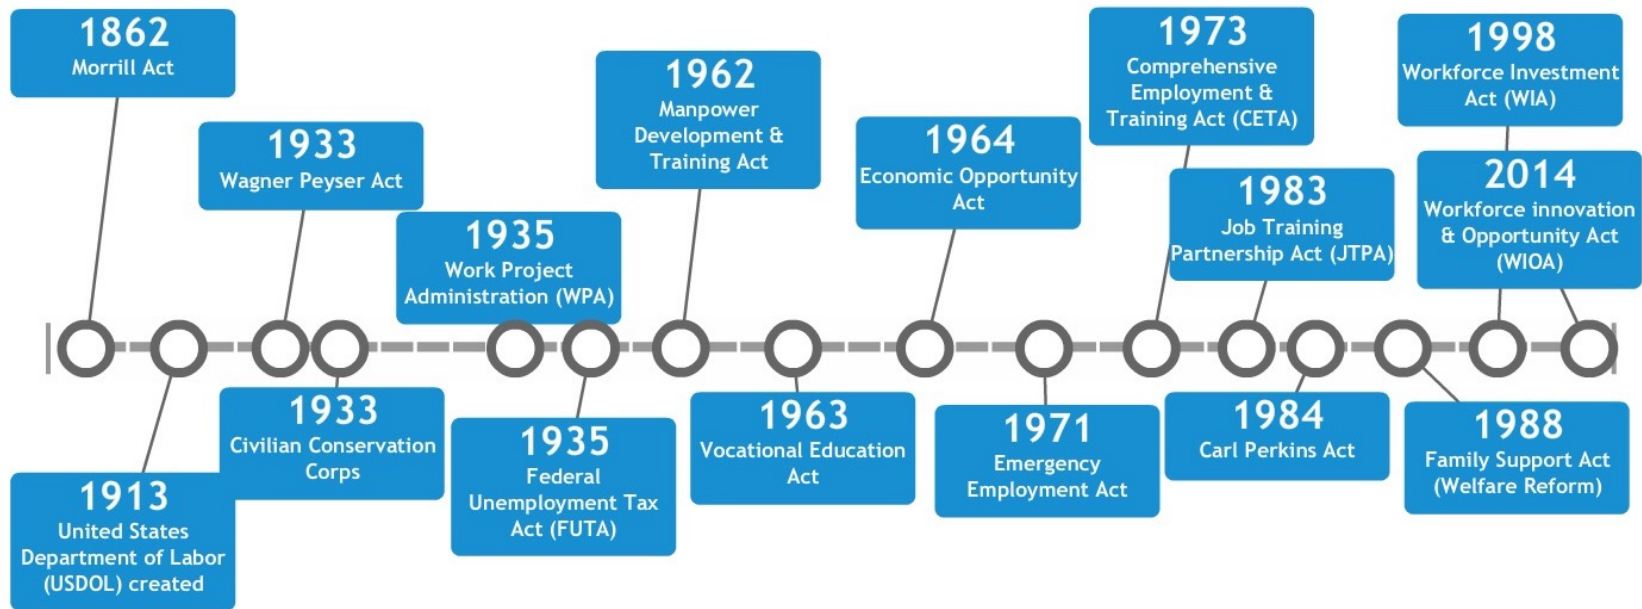 1862
Morrill Act
1913
United States
Department of Labor
(USDOL) created
1933
Wagner Peyser Act
1933
Civilian Conservation
Corps
1935
Work Project
Administration (WPA)
1935
Federal
Unemployment Tax
Act (FUTA)
1962
Manpower
Development &
Training Act
1963
Vocational Education
Act
1964
Economic Opportunity
Act
1971
Emergency
Employment Act
1973
Comprehensive
Employment &
Training Act (CETA)
1983
Job Training
Partnership Act (JTPA)
1984
Carl Perkins Act
1988
Family Support Act
(Welfare Reform)
1998
Workforce Investment
Act (WIA)
2014
Workforce innovation
& Opportunity Act
(WIOA)